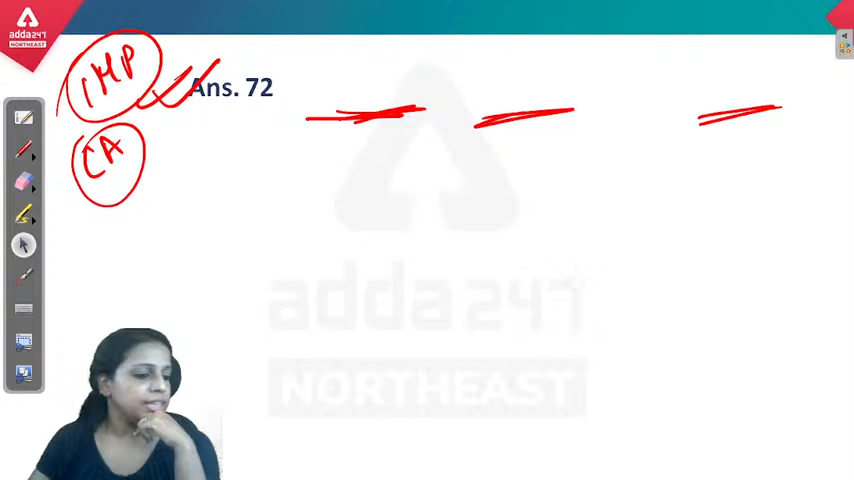 adda247
NORTHEAST
IMP
Ans. 72
CA
adda247
NORTHEAST